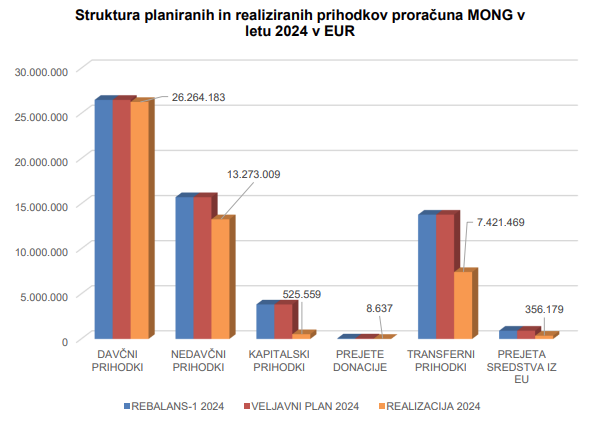 Struktura planiranih in realiziranih prihodkov proračuna MONG v
letu 2024 v EUR
30.000.000
25.000.000
20.000.000
15.000.000
10.000.000
5.000.000
0
26.264.183
13.273.009
525.559
8.637
7.421.469
356.179
DAVČNI
PRIHODKI
NEDAVČNI
PRIHODKI
KAPITALSKI
PRIHODKI
PREJETE
DONACIJE
TRANSFERNI
PRIHODKI
PREJETA
SREDSTVA IZ
EU
REBALANS-1 2024
VELJAVNI PLAN 2024
REALIZACIJA 2024